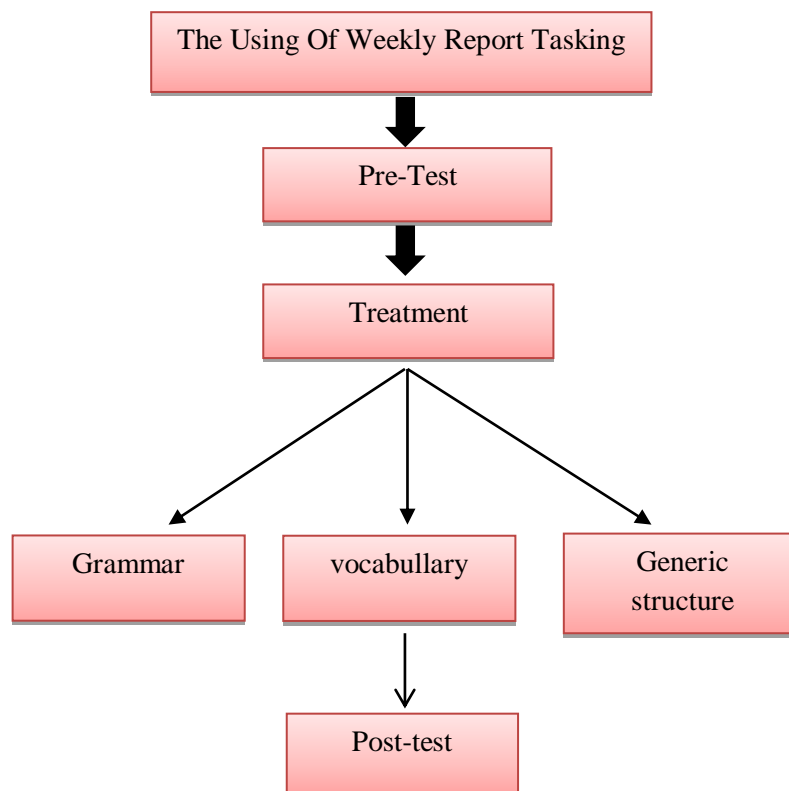 The Using Of Weekly Report Tasking
Pre-Test
Treatment
Grammar
vocabullary
Generic
structure
Post-test